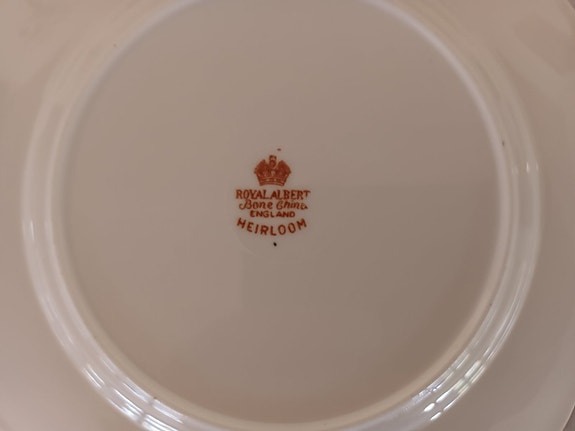 ROYAL ALBERT
Bone China
ENGLAND
HEIRLOOM